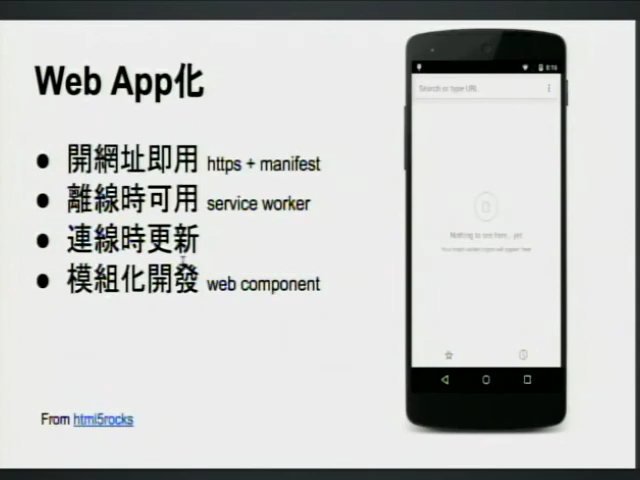 Web App化
● 開網址即用 https + manifest
● 離線時可用 service worker
● 連線時更新
● 模組化開發 web component
From html5rocks
8:16
Search or type URL
Nothing to see here... yet